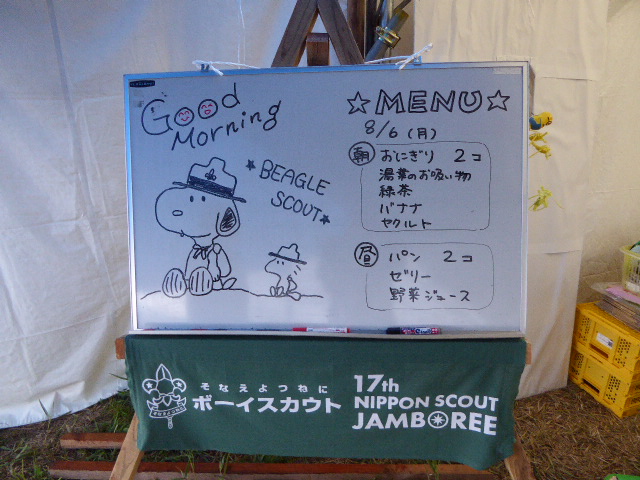 Good
Morning
★BEAGLE
SCOUT★
☆MENU☆
8/6 (月)
朝 おにぎり 2コ
湯葉のお吸い物
緑茶
バナナ
ヤクルト
昼 パン 2コ
ゼリー
野菜ジュース
そなえよつねに
ボーイスカウト
17th
NIPPON SCOUT
JAMBOREE